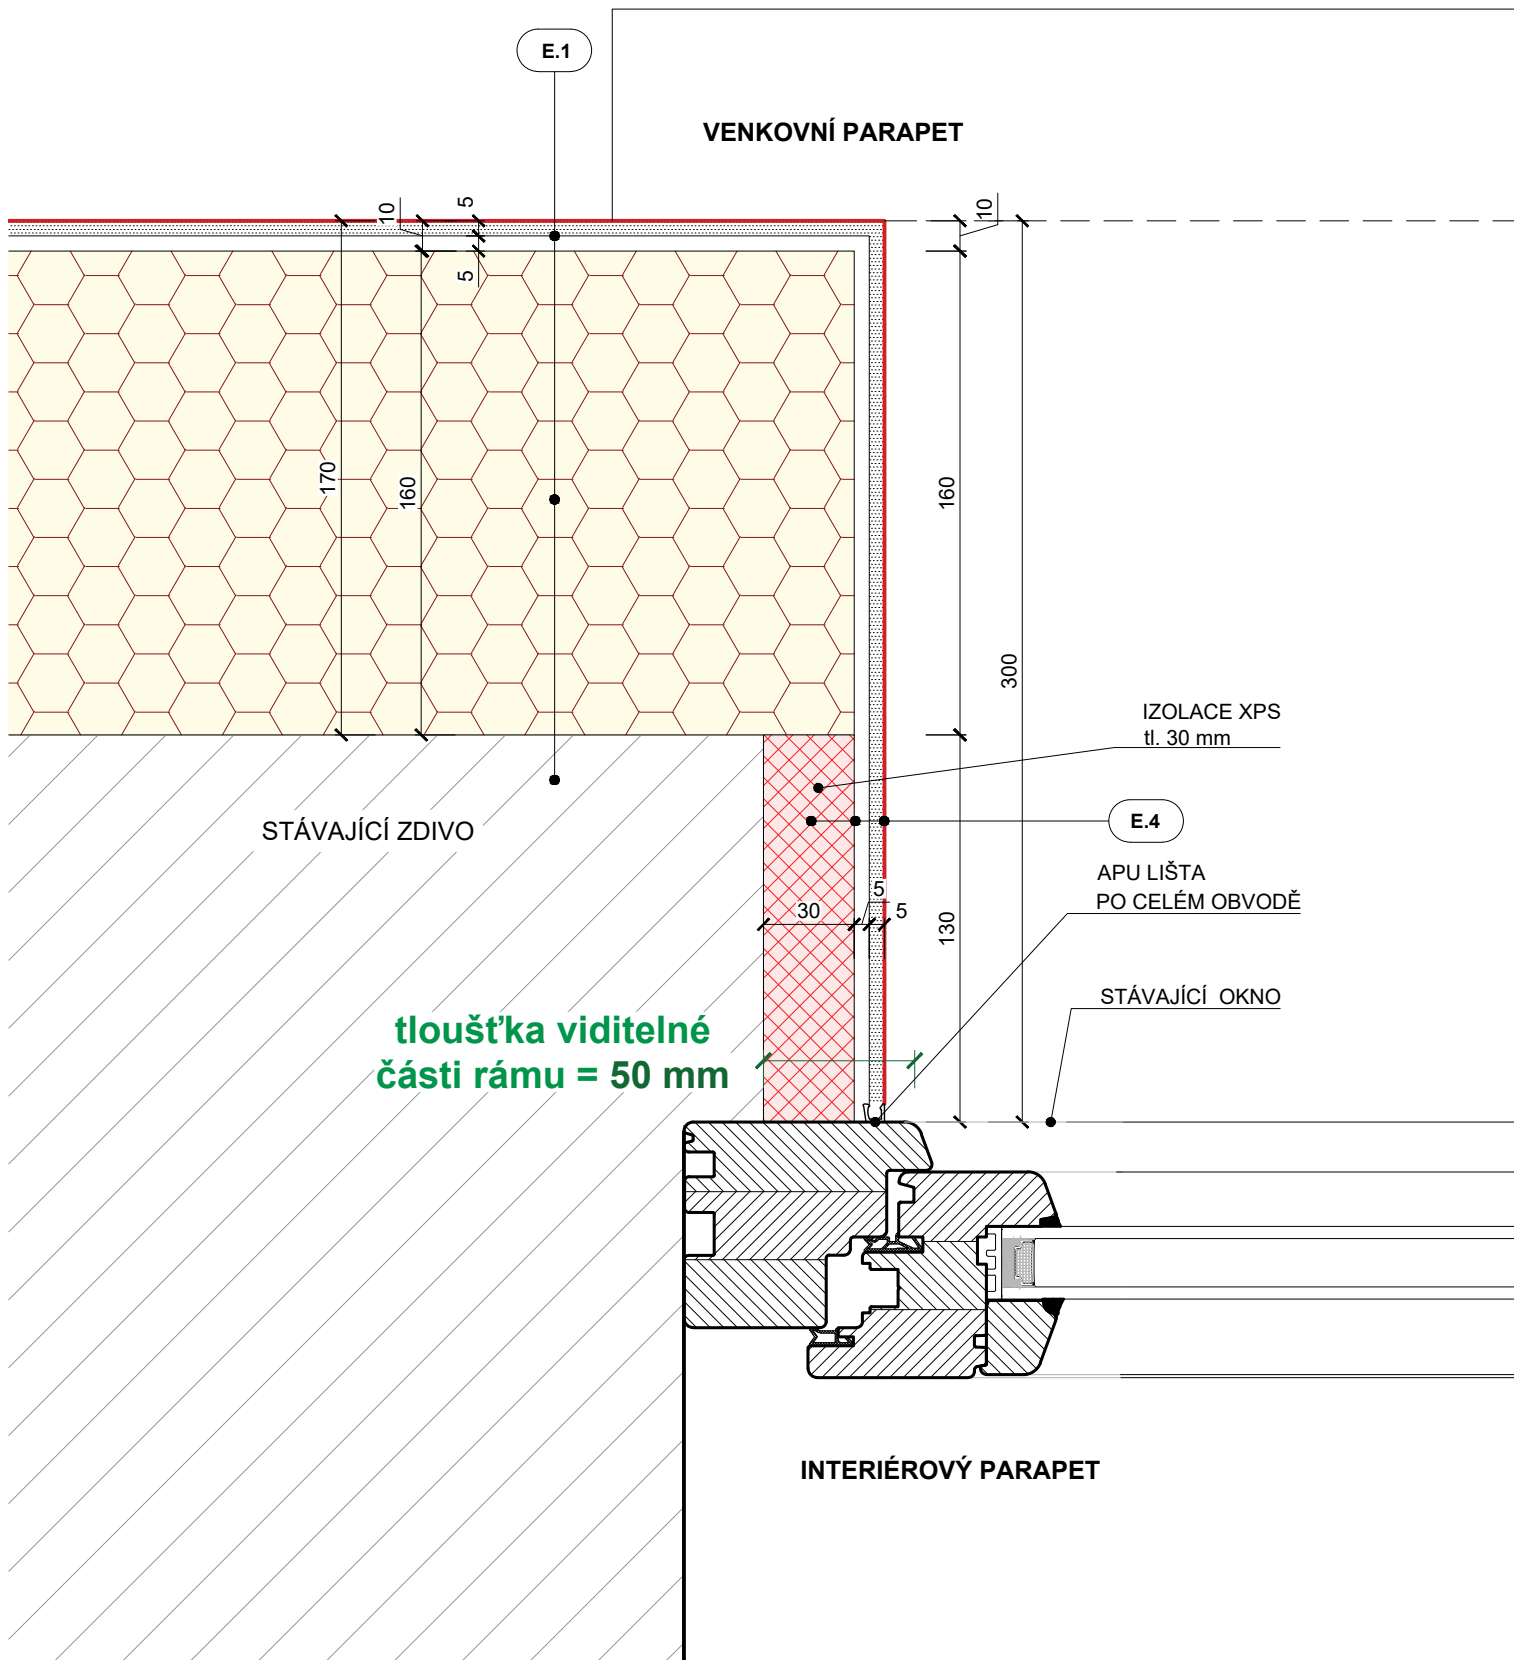 E.1
VENKOVNÍ PARAPET
10
5
10
5
170
160
160
300
IZOLACE XPS
tl. 30 mm
STÁVAJÍCÍ ZDIVO
E.4
APU LIŠTA
PO CELÉM OBVODĚ
5
30
5
130
STÁVAJÍCÍ OKNO
tloušťka viditelné
části rámu = 50 mm
INTERIÉROVÝ PARAPET